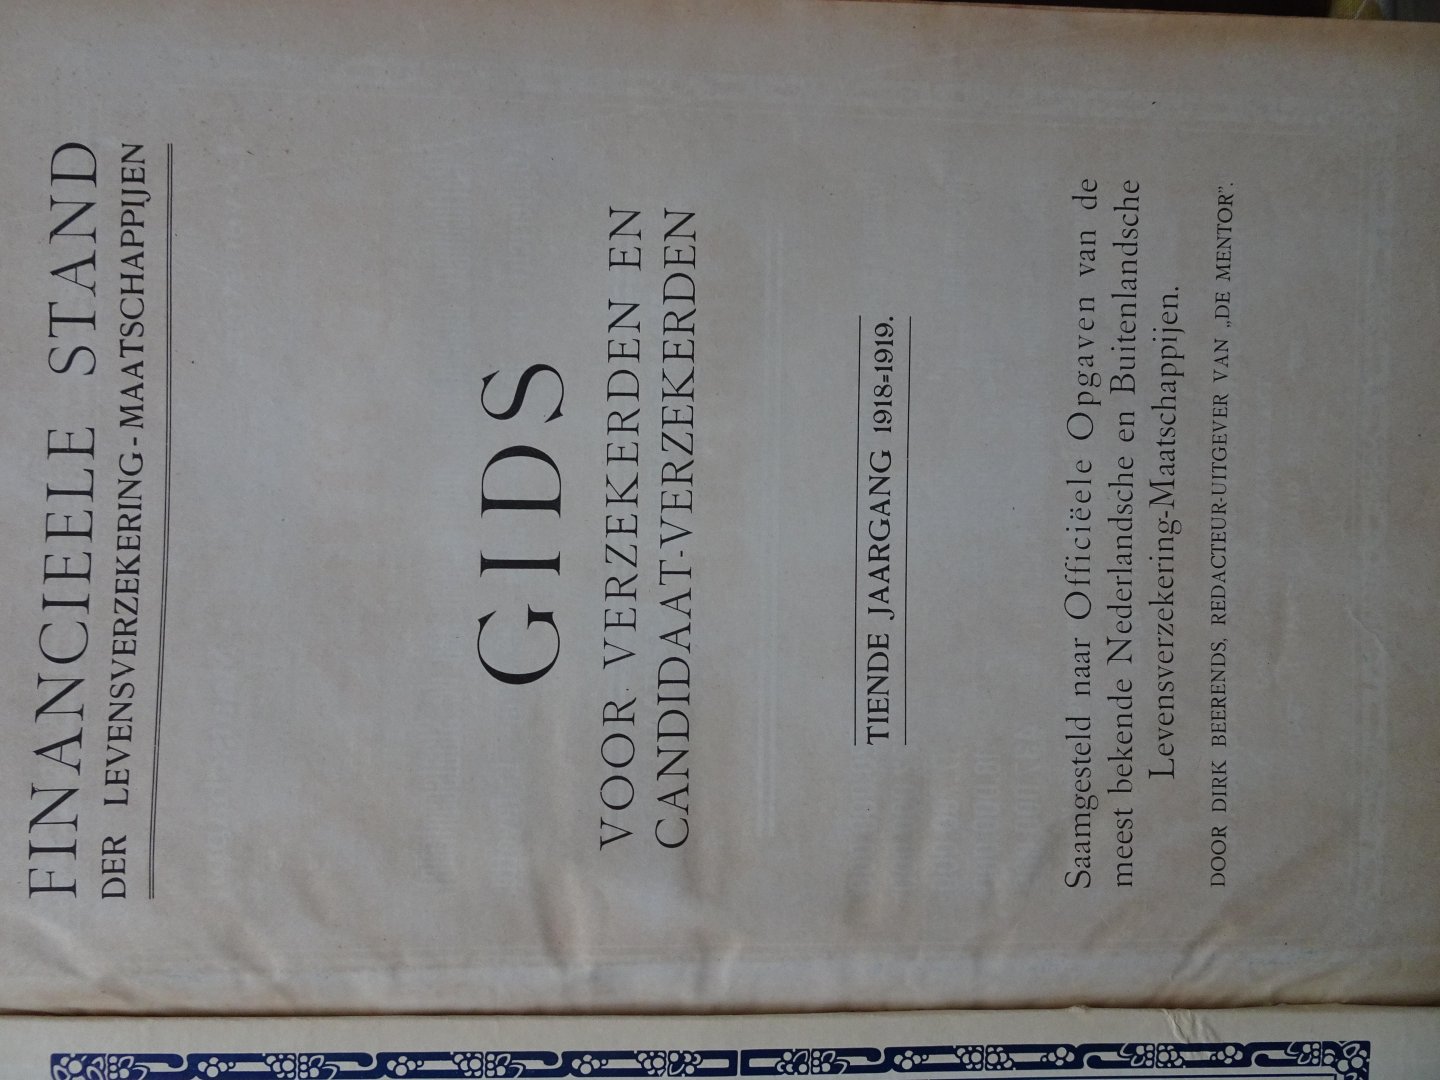 FINANCIEELE STAND
DER LEVENSVERZEKERING-MAATSCHAPPIJEN
GIDS
VOOR VERZEKERDEN EN
CANDIDAAT-VERZEKERDEN
TIENDE JAARGANG 1918=1919.
Saamgesteld naar Officiëele Opgaven van de
meest bekende Nederlandsche en Buitenlandsche
Levensverzekering-Maatschappijen.
DOOR DIRK BEERENDS, REDACTEUR-UITGEVER VAN „DE MENTOR”.